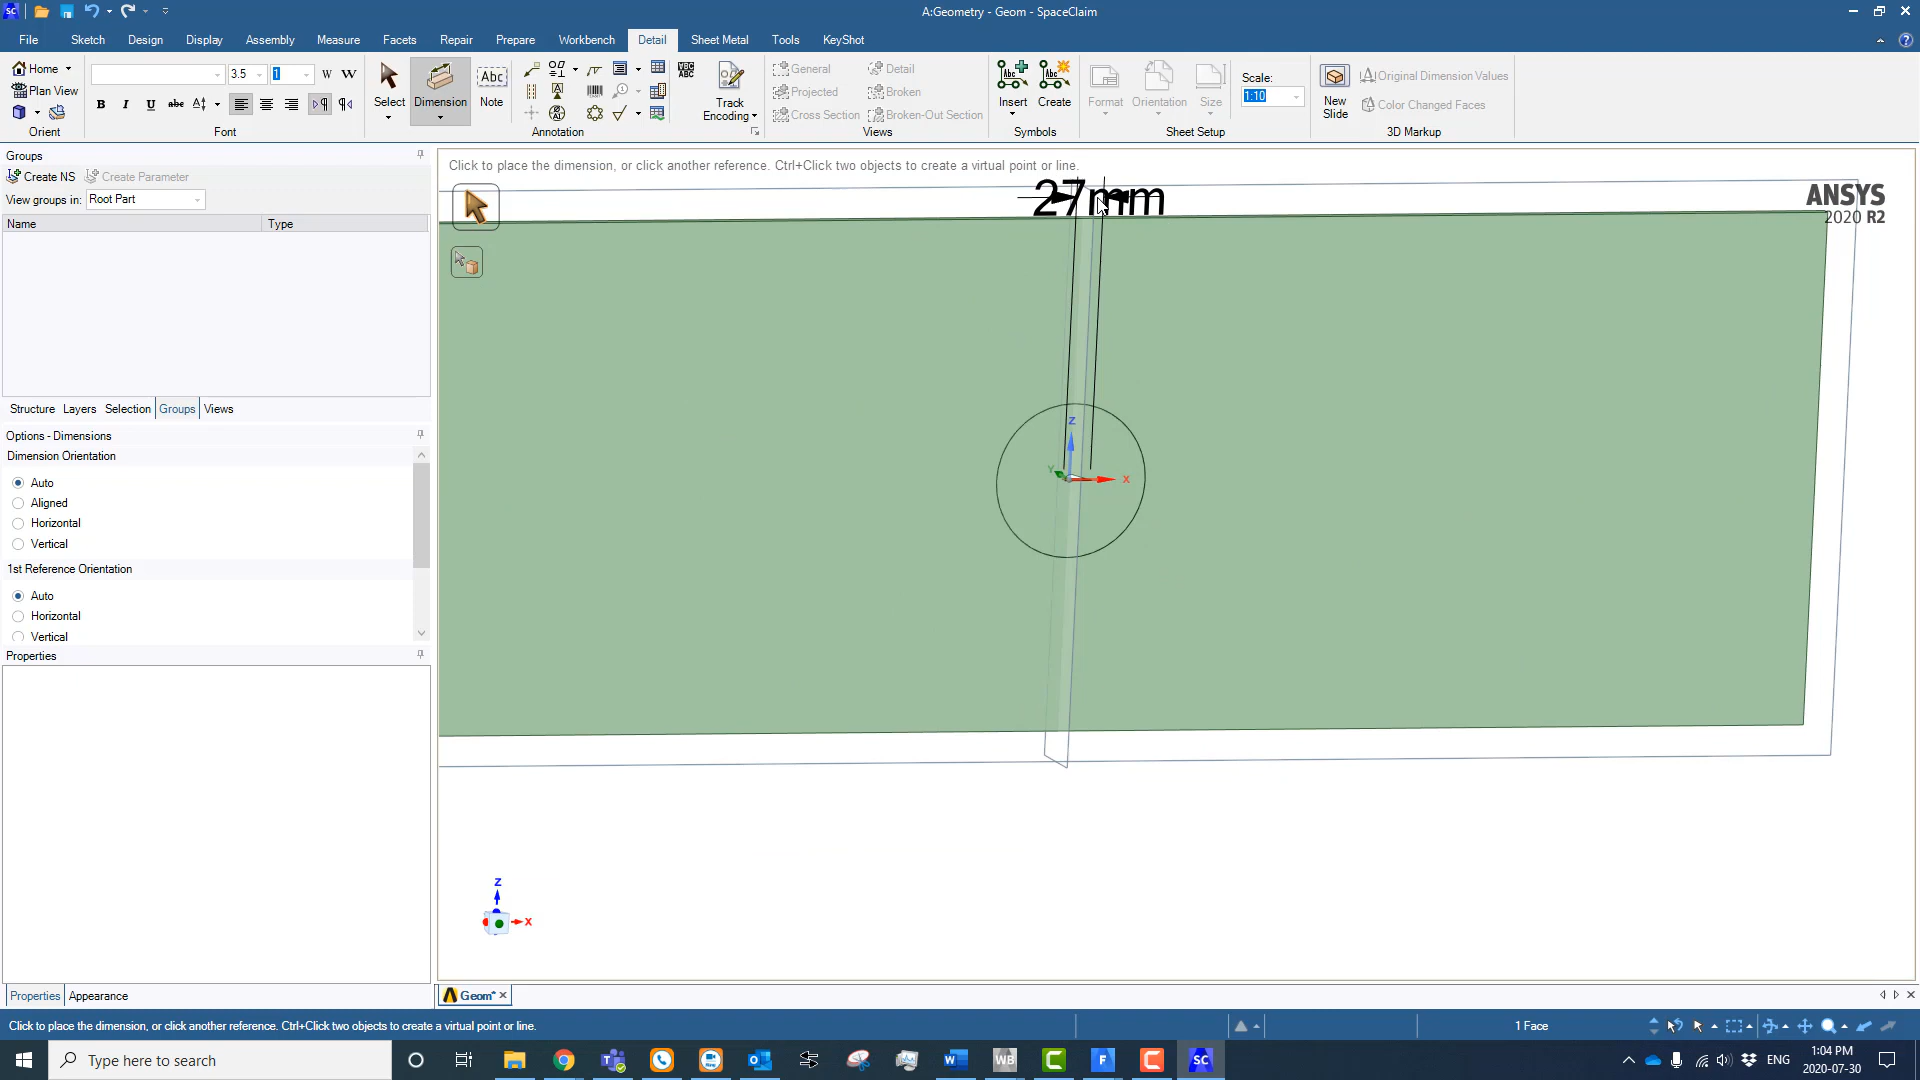 A:Geometry - Geom - SpaceClaim
File Sketch Design Display Assembly Measure Facets Repair Prepare Workbench Detail Sheet Metal Tools KeyShot
Home
Plan View
Orient
3.5
1
B I U abc
Font
Select
Dimension
Abc
Note
Annotation
ABC
Track
Encoding
General
Projected
Cross Section
Detail
Broken
Broken-Out Section
Views
Insert
Create
Symbols
Format
Orientation
Size
Scale:
1:10
Sheet Setup
New
Slide
Original Dimension Values
Color Changed Faces
3D Markup
Groups
Create NS
Create Parameter
View groups in: Root Part
Name Type
Structure Layers Selection Groups Views
Options - Dimensions
Dimension Orientation
Auto
Aligned
Horizontal
Vertical
1st Reference Orientation
Auto
Horizontal
Vertical
Properties
Properties Appearance
Click to place the dimension, or click another reference. Ctrl+Click two objects to create a virtual point or line.
27mm
ANSYS
2020 R2
Z
Y
X
Z
X
Geom*
Click to place the dimension, or click another reference. Ctrl+Click two objects to create a virtual point or line.
1 Face
Type here to search
ENG
1:04 PM
2020-07-30